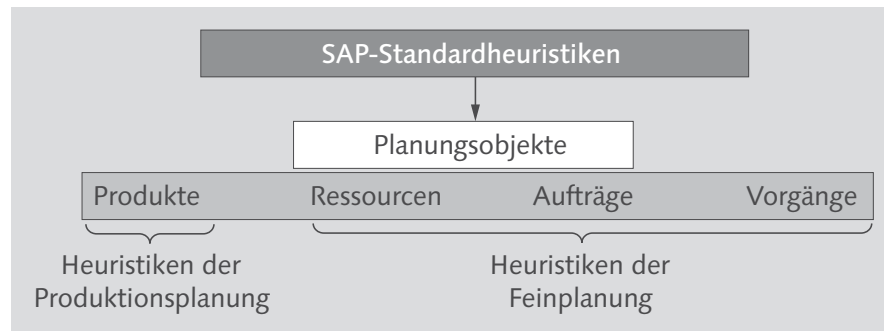 SAP-Standardheuristiken
Planungsobjekte
Produkte Ressourcen Aufträge Vorgänge
Heuristiken der Heuristiken der
Produktionsplanung Feinplanung